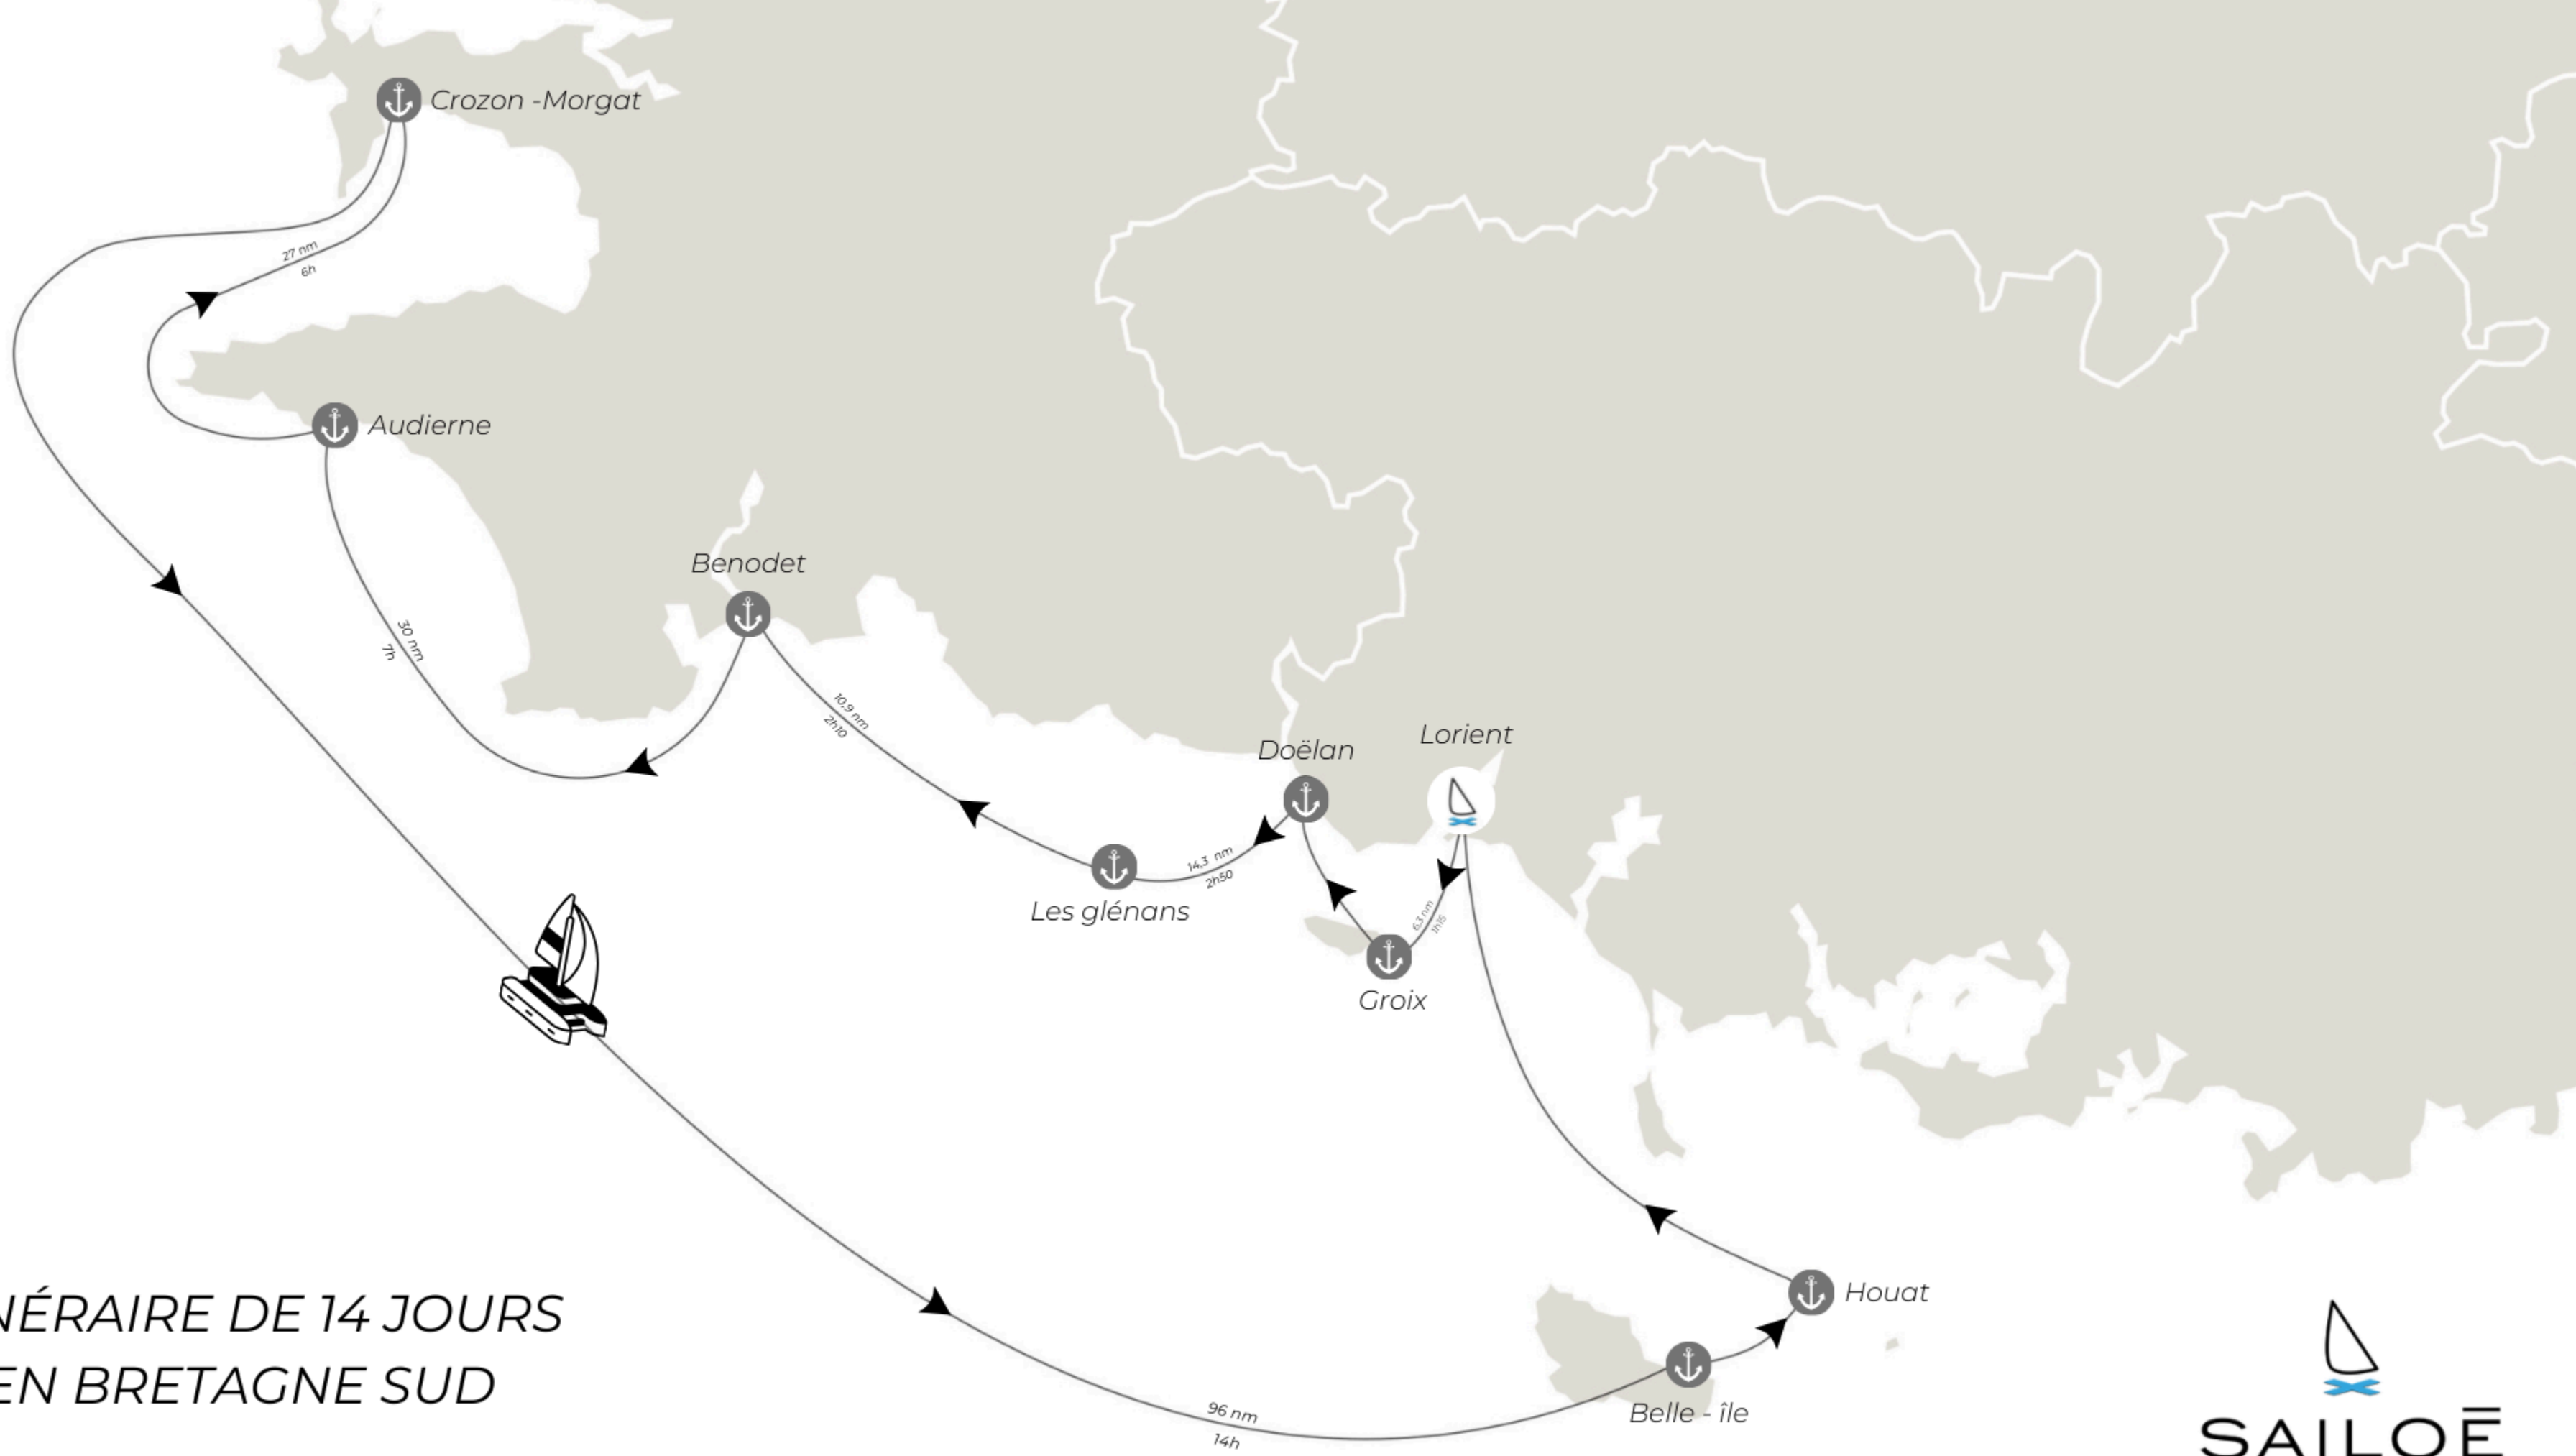 Crozon -Morgat
27 nm
6h
Audierne
Benodet
30 nm
7h
10,9 nm
2h10
Lorient
Doëlan
14,3 nm
2h50
Les glénans
6,3 nm
1h15
Groix
Houat
NÉRAIRE DE 14 JOURS
EN BRETAGNE SUD
Belle - île
96 nm
14h
SAILOĒ